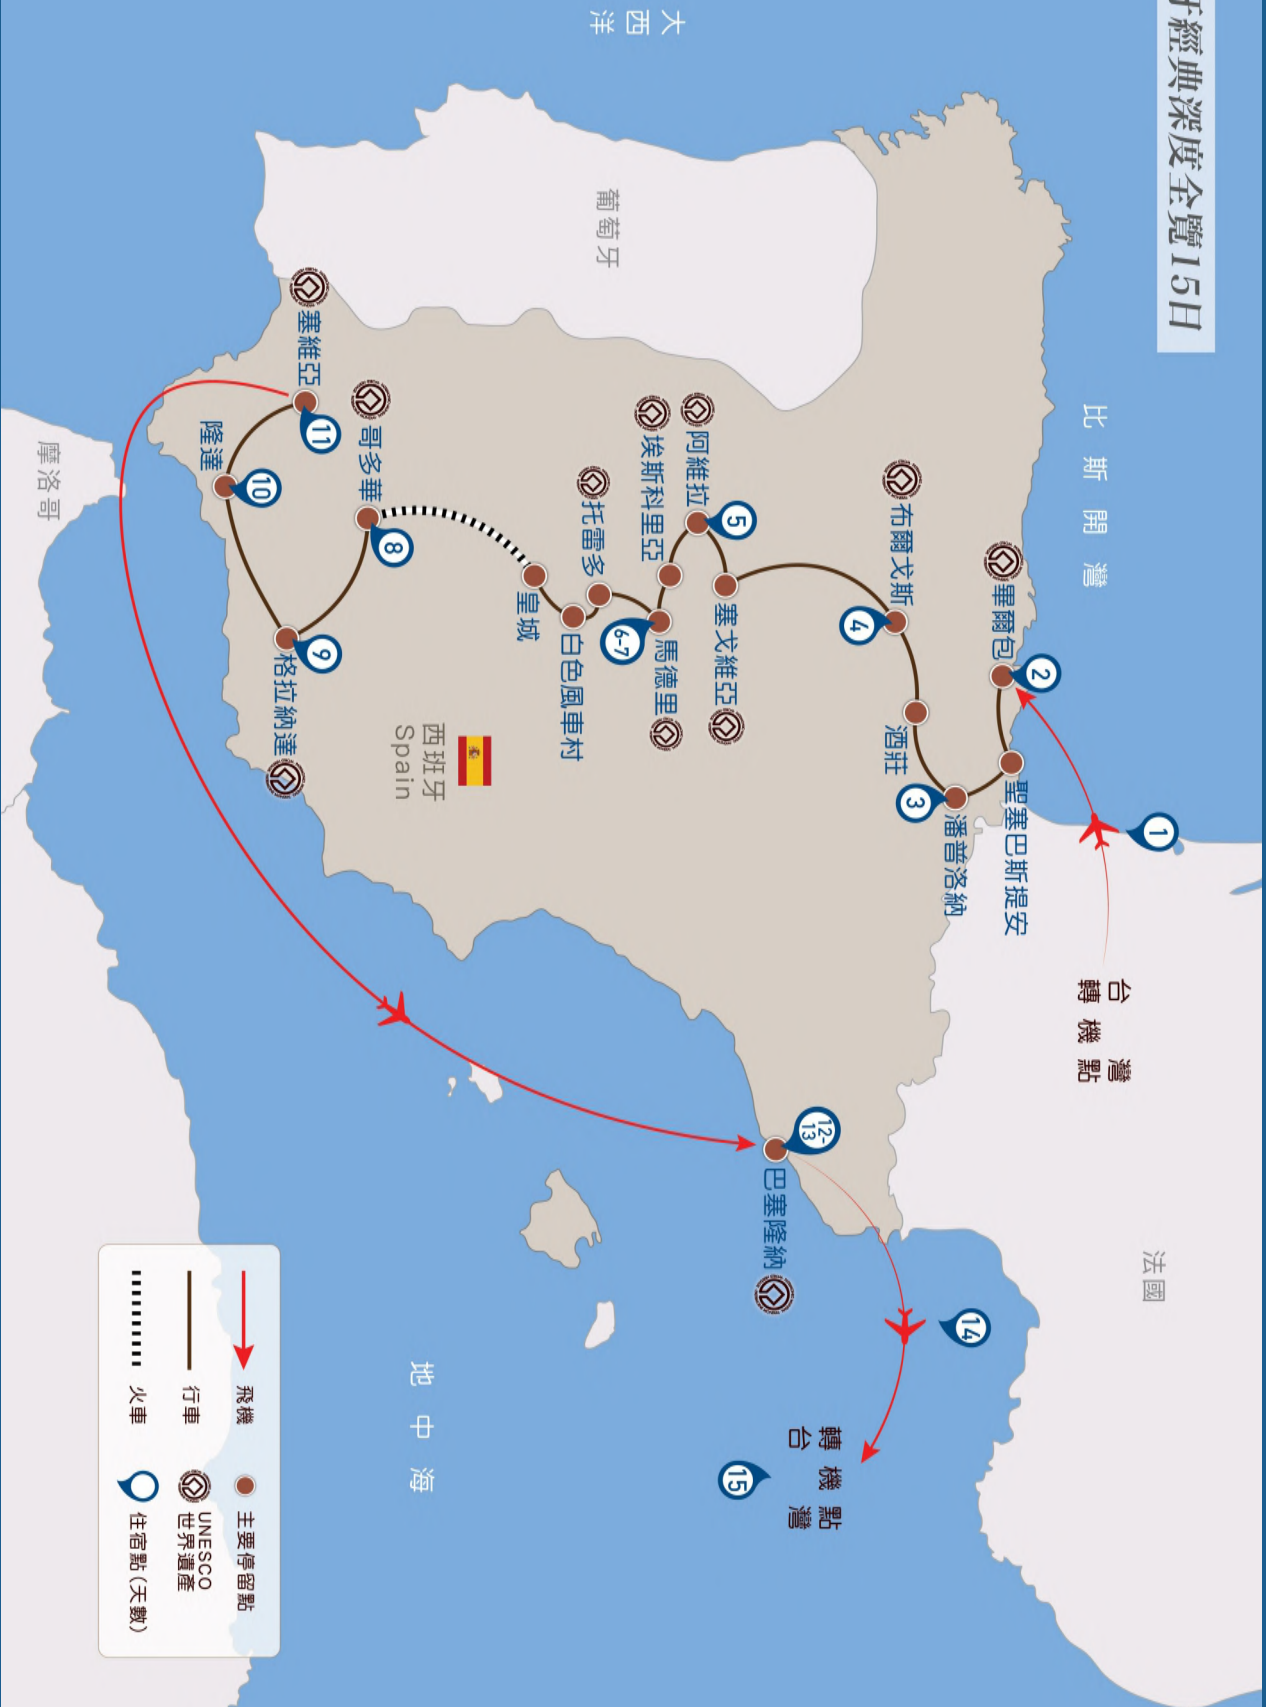 經典深度全覽15日
大西洋
比斯開灣
葡萄牙
法國
摩洛哥
地中海
西班牙
Spain
台灣
轉機點
1
2
畢爾包
聖塞巴斯提安
3
潘普洛納
酒莊
4
布爾戈斯
塞戈維亞
5
阿維拉
埃斯科里亞
6-7
馬德里
托雷多
白色風車村
皇城
8
哥多華
9
格拉納達
10
隆達
11
塞維亞
12-
13
巴塞隆納
14
轉機點
台灣
15
飛機
行車
火車
主要停留點
UNESCO
世界遺產
住宿點(天數)